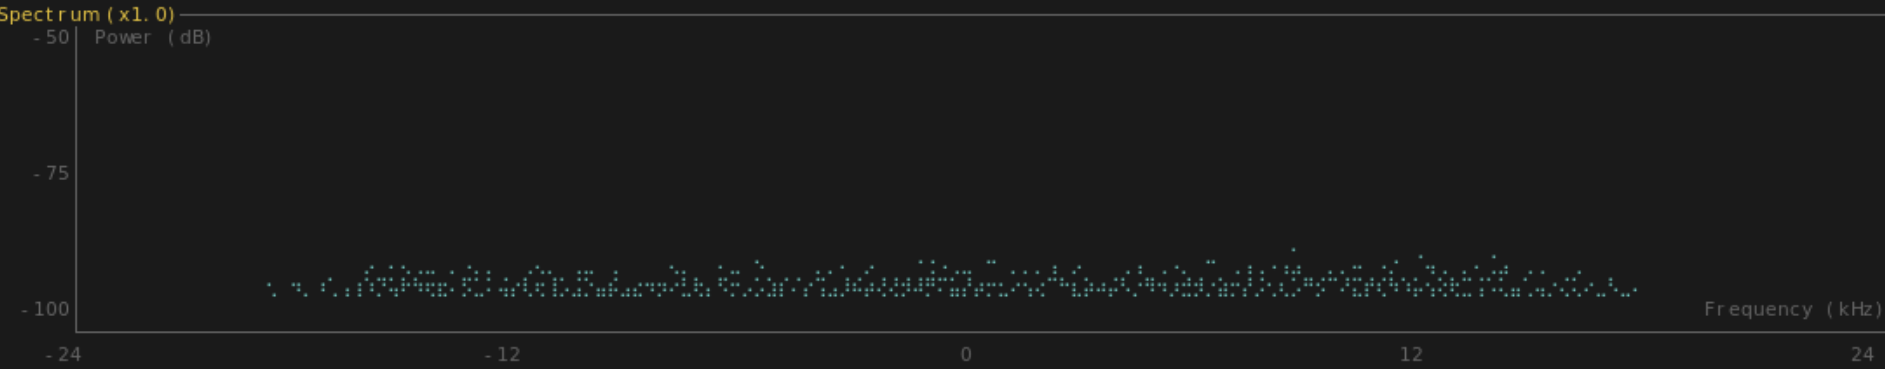 Spectrum(x1.0)
-50 Power (dB)
-75
-100 Frequency (kHz)
-24 -12 0 12 24